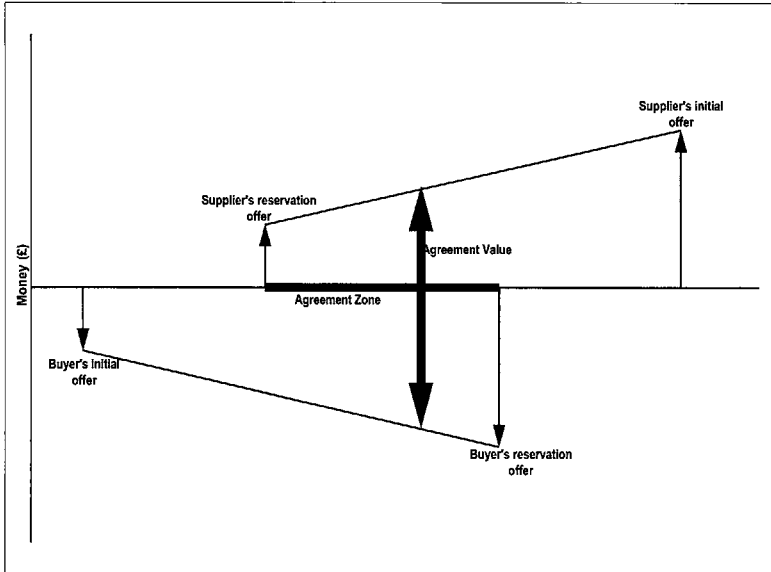 Supplier's initial
offer
Supplier's reservation
offer
Agreement Value
Money (£)
Agreement Zone
Buyer's initial
offer
Buyer's reservation
offer